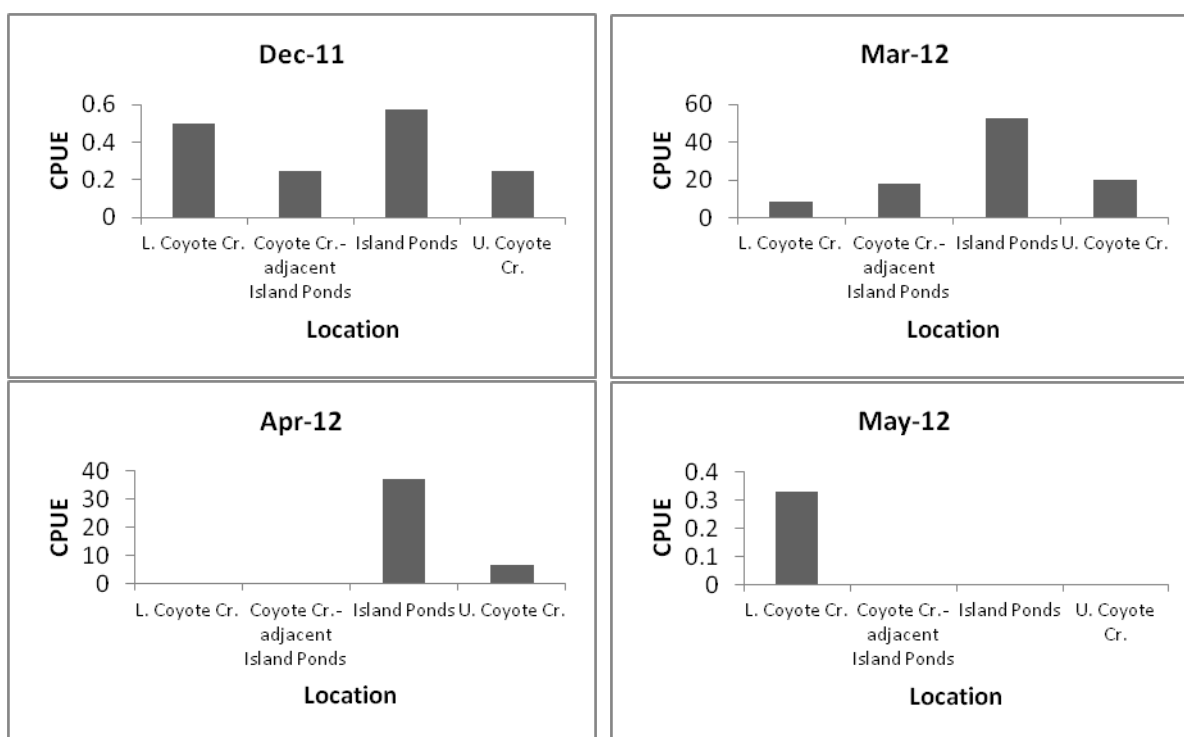 Dec-11
CPUE
0.6
0.4
0.2
0
L. Coyote Cr.
Coyote Cr.-
adjacent
Island Ponds
Island Ponds
U. Coyote
Cr.
Location
Mar-12
CPUE
60
40
20
0
L. Coyote Cr.
Coyote Cr.-
adjacent
Island Ponds
Island Ponds
U. Coyote Cr.
Location
Apr-12
CPUE
40
30
20
10
0
L. Coyote Cr.
Coyote Cr.-
adjacent
Island Ponds
Island Ponds
U. Coyote Cr.
Location
May-12
CPUE
0.4
0.3
0.2
0.1
0
L. Coyote Cr.
Coyote Cr.-
adjacent
Island Ponds
Island Ponds
U. Coyote
Cr.
Location